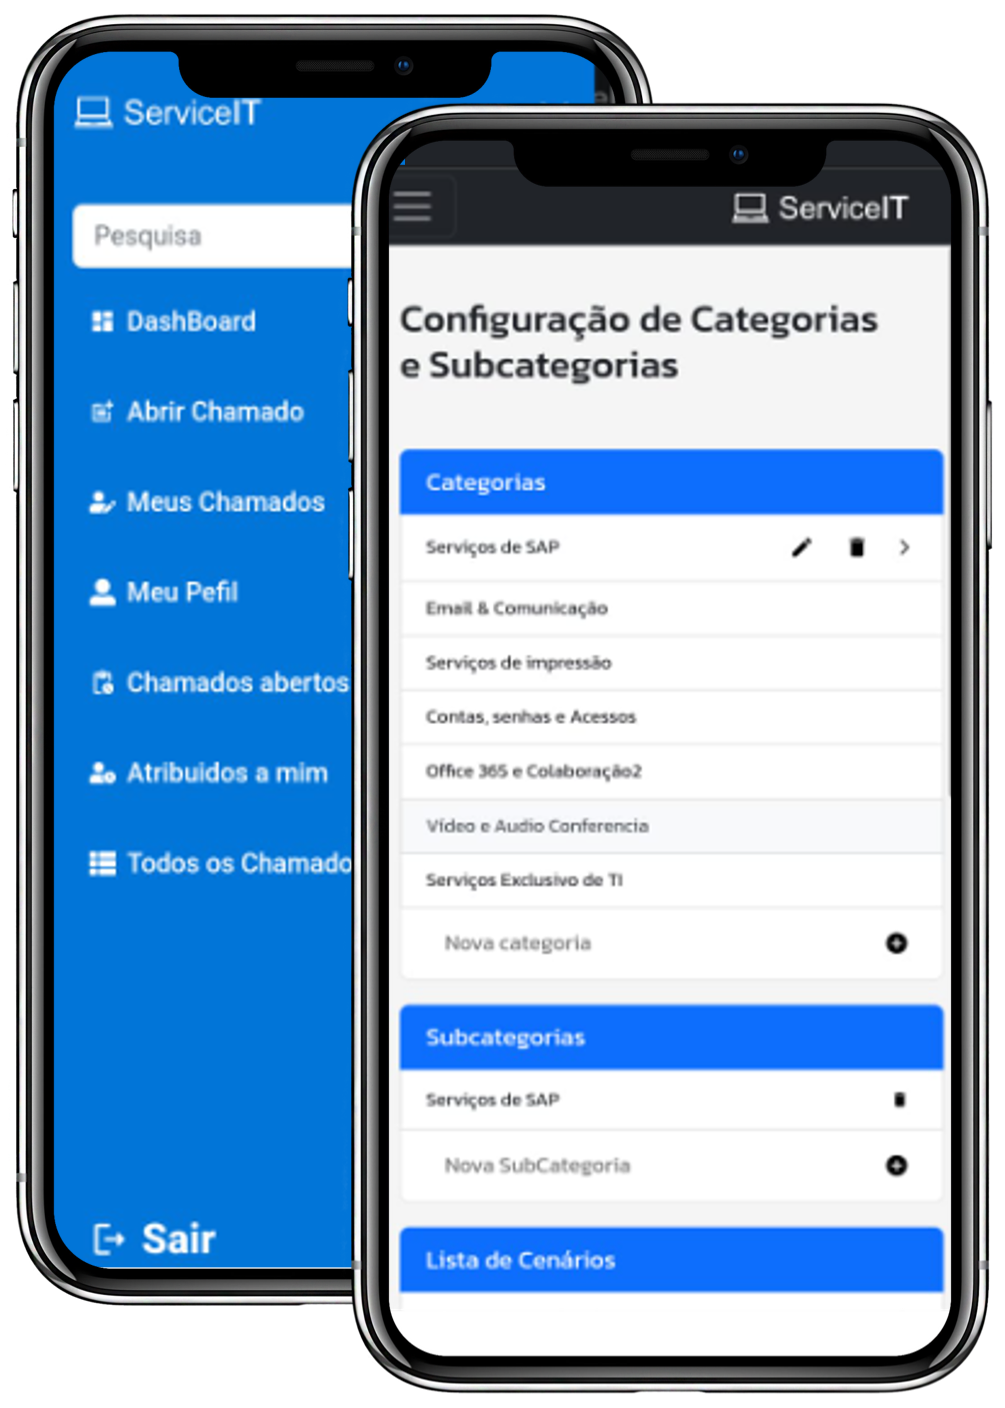 ServiceIT
Pesquisa
DashBoard
Abrir Chamado
Meus Chamados
Meu Pefil
Chamados abertos
Atribuidos a mim
Todos os Chamado
Sair
ServiceIT
Configuração de Categorias
e Subcategorias
Categorias
Serviços de SAP
Email & Comunicação
Serviços de impressão
Contas, senhas e Acessos
Office 365 e Colaboração2
Vídeo e Audio Conferencia
Serviços Exclusivo de TI
Nova categoria
Subcategorias
Serviços de SAP
Nova SubCategoria
Lista de Cenários